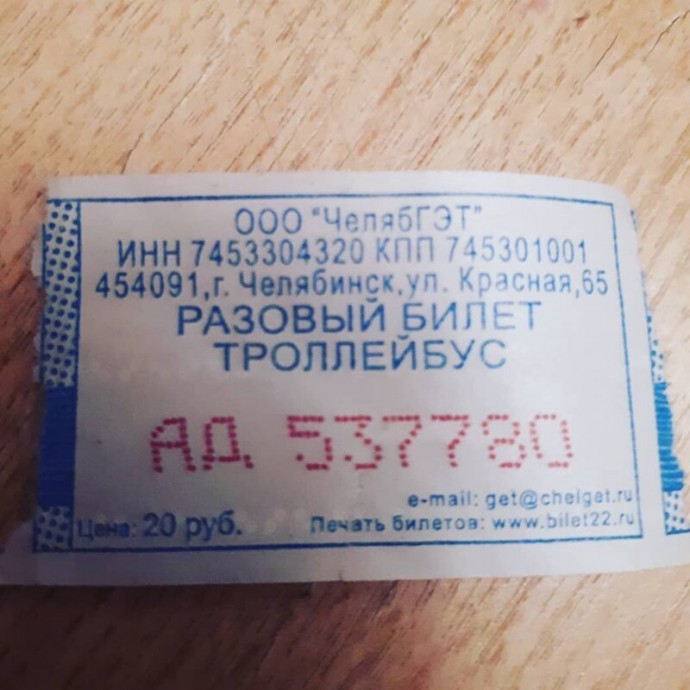 ООО "ЧелябГЭТ"
ИНН 7453304320 КПП 745301001
454091,г. Челябинск,ул. Красная,65
РАЗОВЫЙ БИЛЕТ
ТРОЛЛЕЙБУС
АД 537780
e-mail: get@chelget.ru
Цена: 20 руб.
Печать билетов: www.bilet22.ru